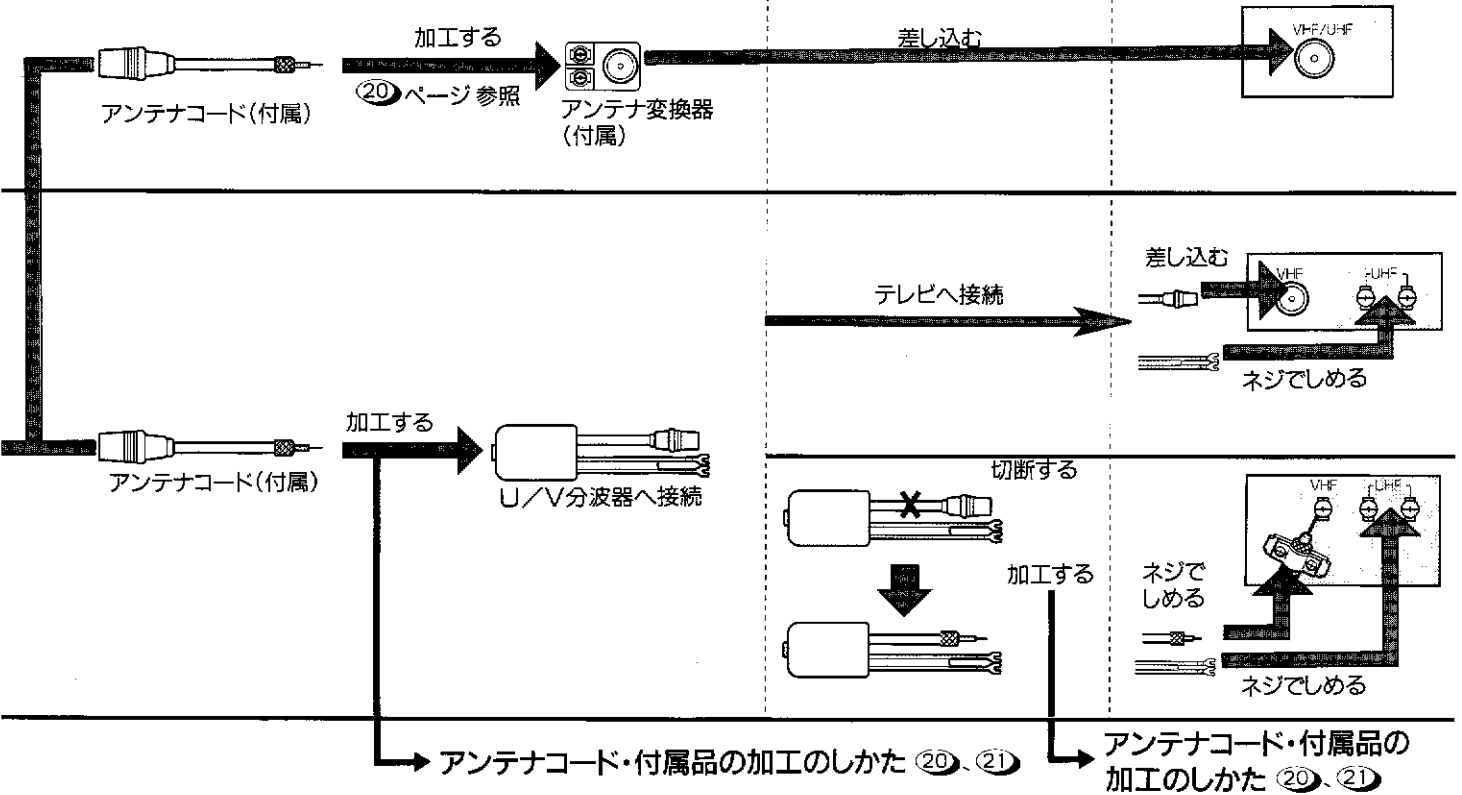 加工する
差し込む
VHF/UHF
⑳ページ 参照
アンテナコード(付属)
アンテナ変換器
(付属)
差し込む
VHF
UHF
テレビへ接続
ネジでしめる
加工する
アンテナコード(付属)
U/V分波器へ接続
切断する
VHF
UHF
加工する
ネジで
しめる
ネジでしめる
アンテナコード・付属品の加工のしかた ⑳、㉑
アンテナコード・付属品の
加工のしかた ⑳、㉑